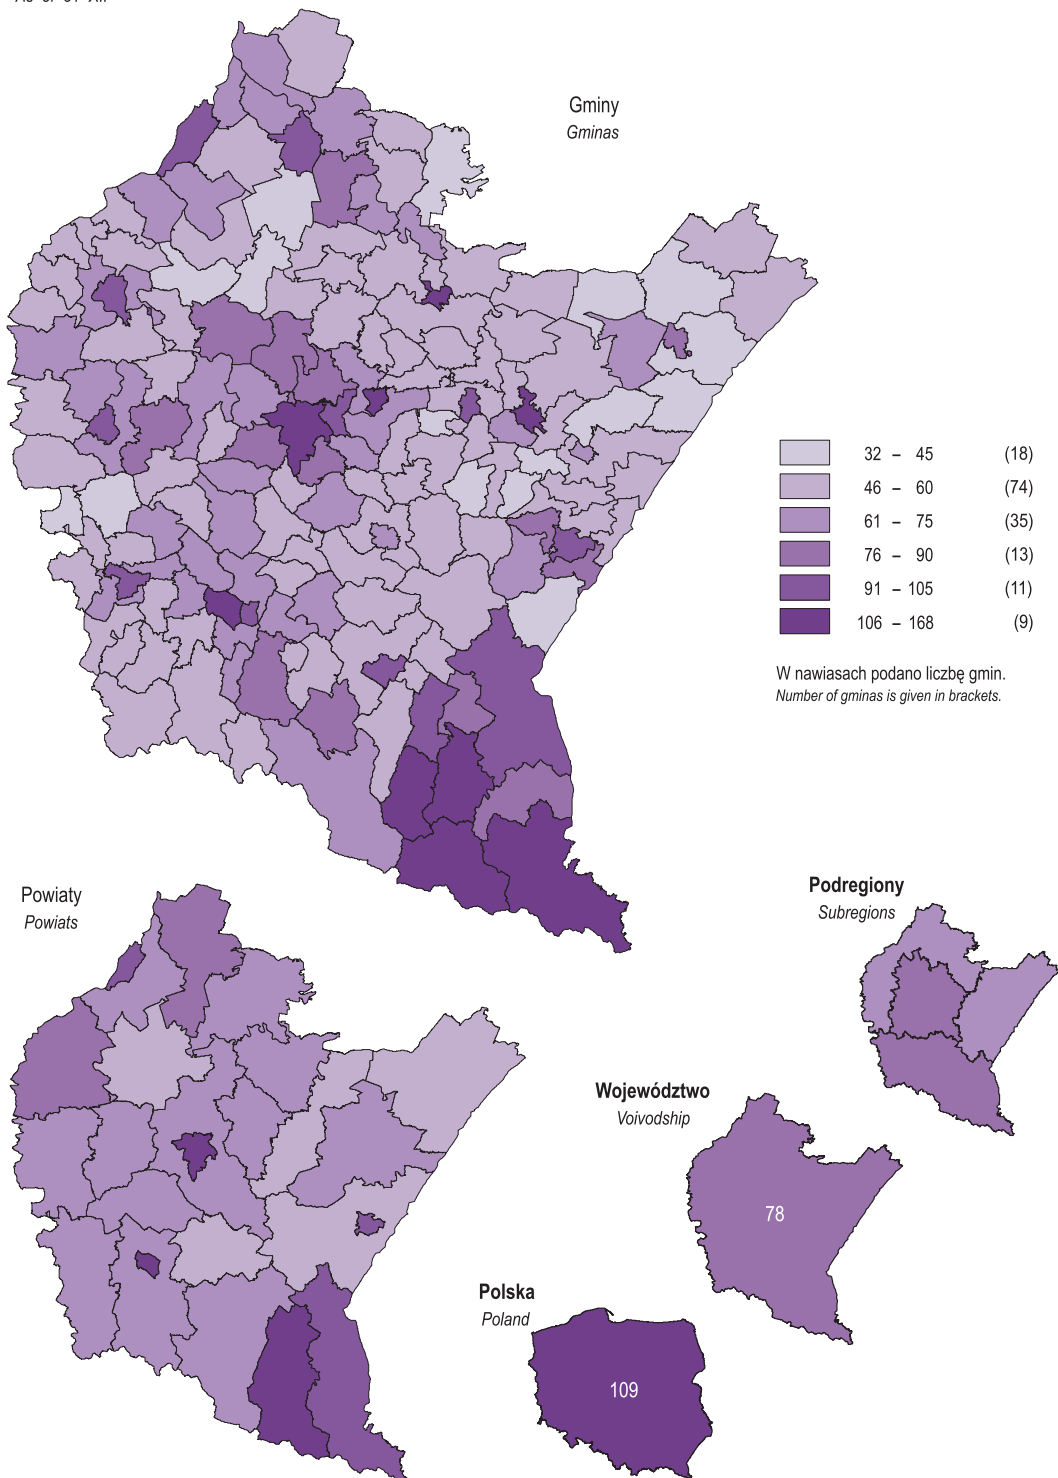 Gminy
Gminas
32 – 45 (18)
46 – 60 (74)
61 – 75 (35)
76 – 90 (13)
91 – 105 (11)
106 – 168 (9)
W nawiasach podano liczbę gmin.
Number of gminas is given in brackets.
Powiaty
Powiats
Podregiony
Subregions
Województwo
Voivodship
78
Polska
Poland
109